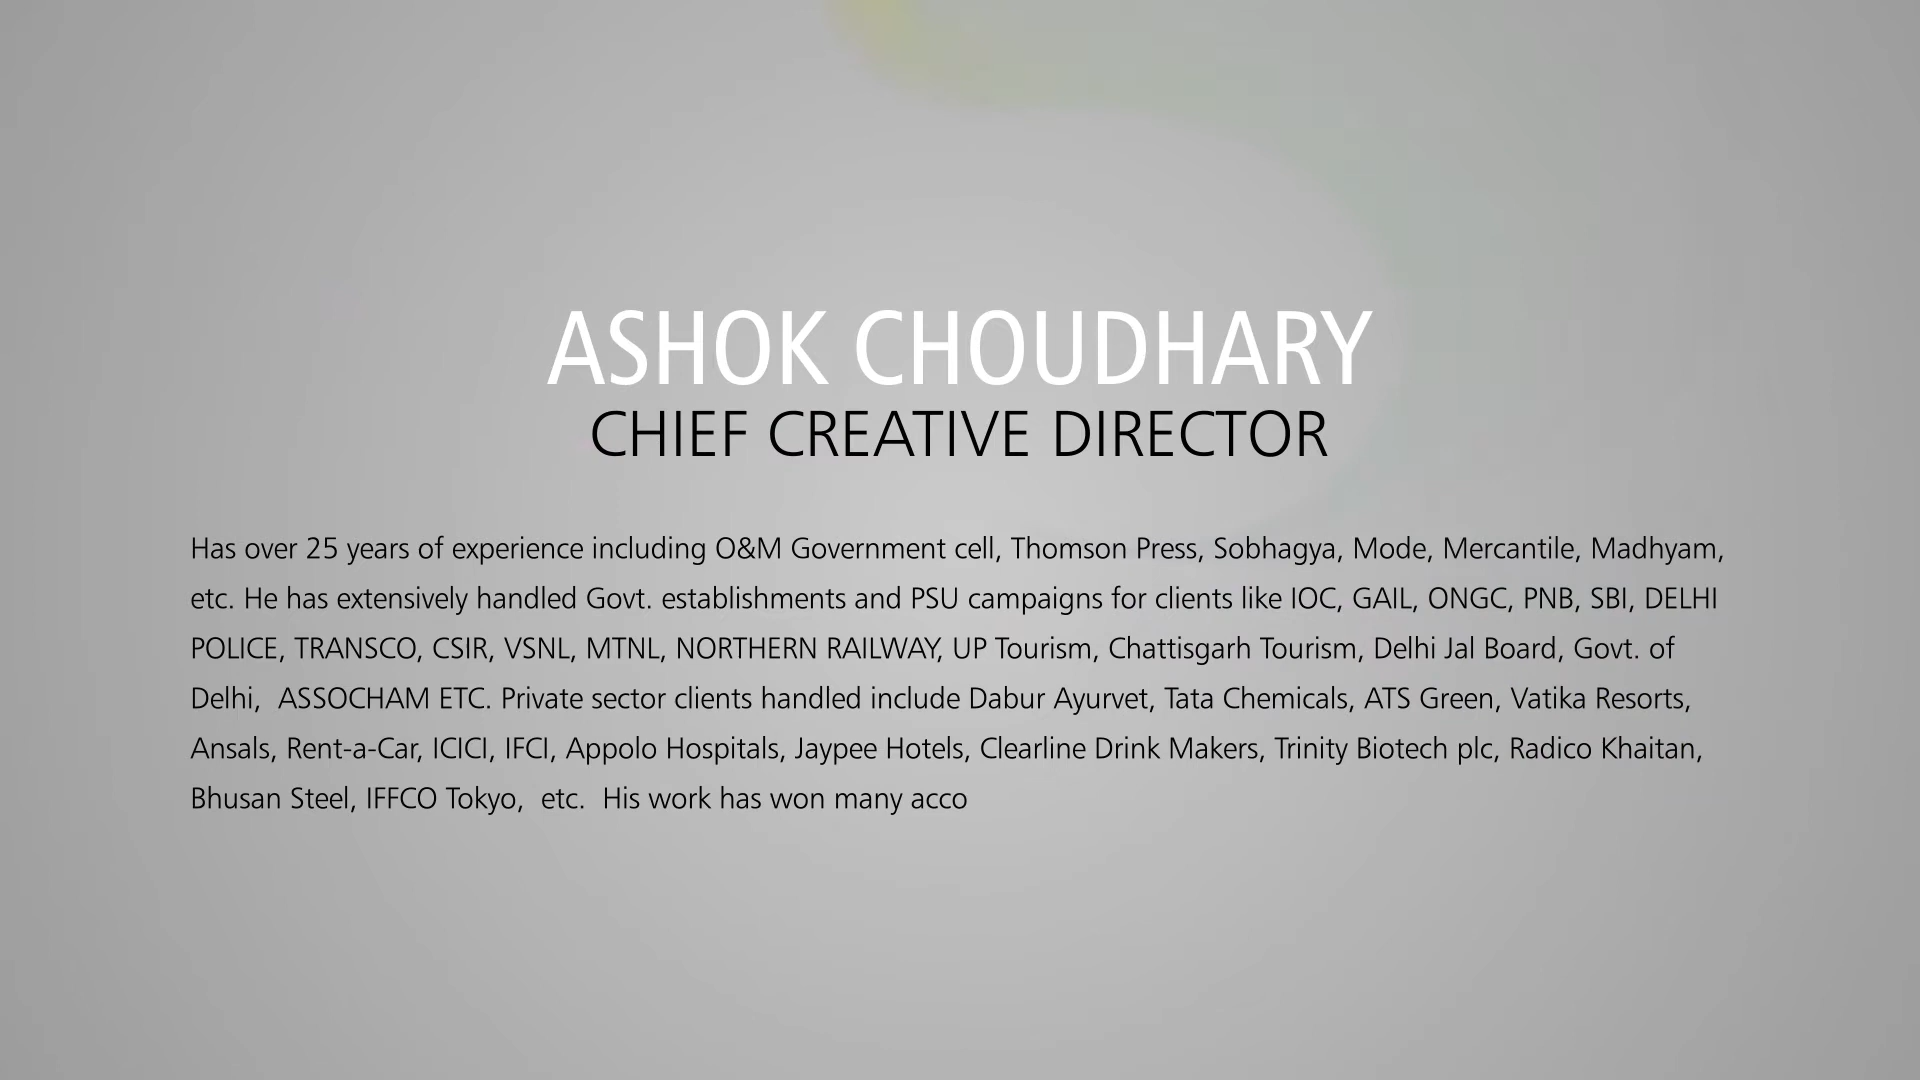 ASHOK CHOUDHARY
CHIEF CREATIVE DIRECTOR
Has over 25 years of experience including O&M Government cell, Thomson Press, Sobhagya, Mode, Mercantile, Madhyam,
etc. He has extensively handled Govt. establishments and PSU campaigns for clients like IOC, GAIL, ONGC, PNB, SBI, DELHI
POLICE, TRANSCO, CSIR, VSNL, MTNL, NORTHERN RAILWAY, UP Tourism, Chattisgarh Tourism, Delhi Jal Board, Govt. of
Delhi,  ASSOCHAM ETC. Private sector clients handled include Dabur Ayurvet, Tata Chemicals, ATS Green, Vatika Resorts,
Ansals, Rent-a-Car, ICICI, IFCI, Appolo Hospitals, Jaypee Hotels, Clearline Drink Makers, Trinity Biotech plc, Radico Khaitan,
Bhusan Steel, IFFCO Tokyo,  etc.  His work has won many acco